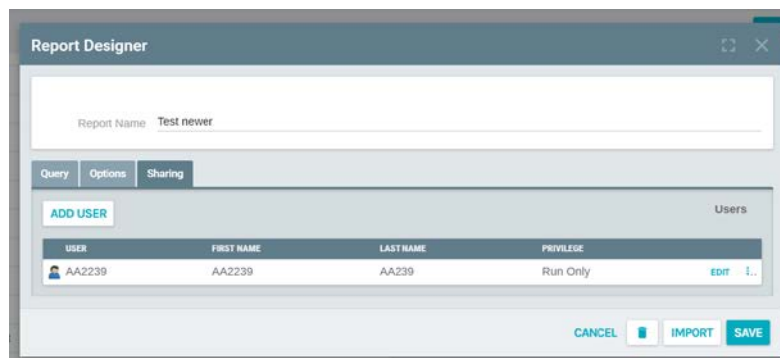 Report Designer
Report Name Test newer
Query Options Sharing
ADD USER Users
USER FIRST NAME LAST NAME PRIVILEGE
AA2239 AA2239 AA239 Run Only EDIT
CANCEL IMPORT SAVE